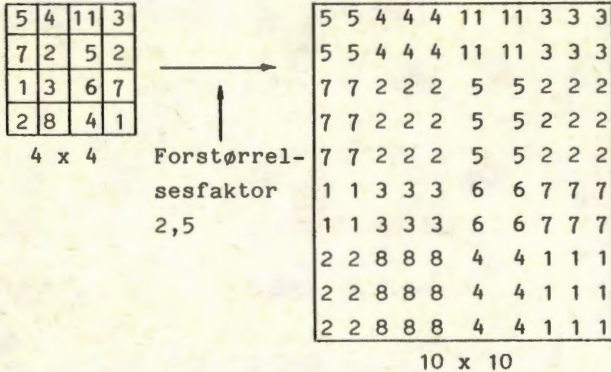 5 4 11 3
7 2 5 2
1 3 6 7
2 8 4 1
4 x 4
Forstørrel-
sesfaktor
2,5
5 5 4 4 4 11 11 3 3 3
5 5 4 4 4 11 11 3 3 3
7 7 2 2 2 5 5 2 2 2
7 7 2 2 2 5 5 2 2 2
7 7 2 2 2 5 5 2 2 2
1 1 3 3 3 6 6 7 7 7
1 1 3 3 3 6 6 7 7 7
2 2 8 8 8 4 4 1 1 1
2 2 8 8 8 4 4 1 1 1
2 2 8 8 8 4 4 1 1 1
10 x 10